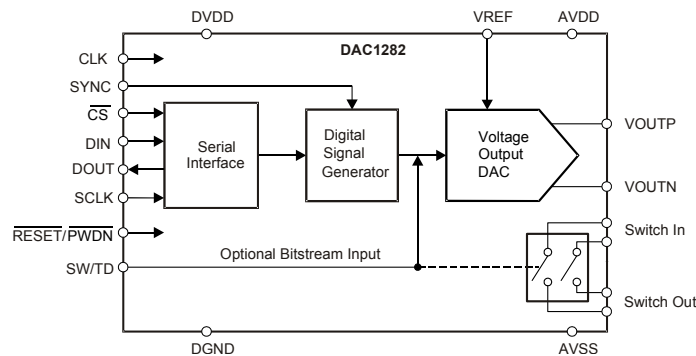 DVDD
VREF
AVDD
DAC1282
CLK
SYNC
CS
DIN
DOUT
SCLK
RESET/PWDN
SW/TD
Serial
Interface
Digital
Signal
Generator
Voltage
Output
DAC
VOUTP
VOUTN
Switch In
Optional Bitstream Input
Switch Out
DGND
AVSS